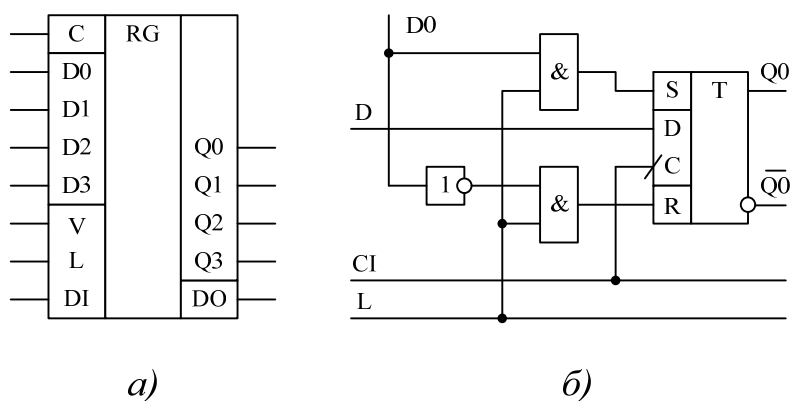 C RG
D0
D1
D2 Q0
D3 Q1
V Q2
L Q3
DI DO
D0
&
S T Q0
D D
C
1 & R Q0
CI
L
а) б)